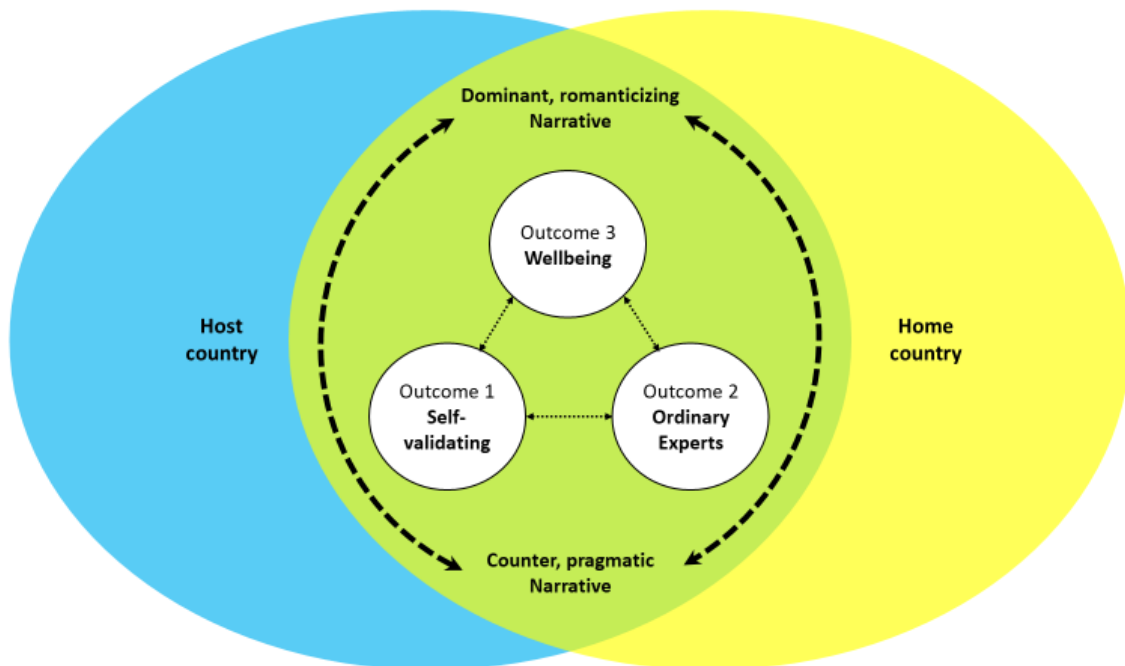 Dominant, romanticizing
Narrative
Outcome 3
Wellbeing
Host
country
Home
country
Outcome 1
Self-
validating
Outcome 2
Ordinary
Experts
Counter, pragmatic
Narrative